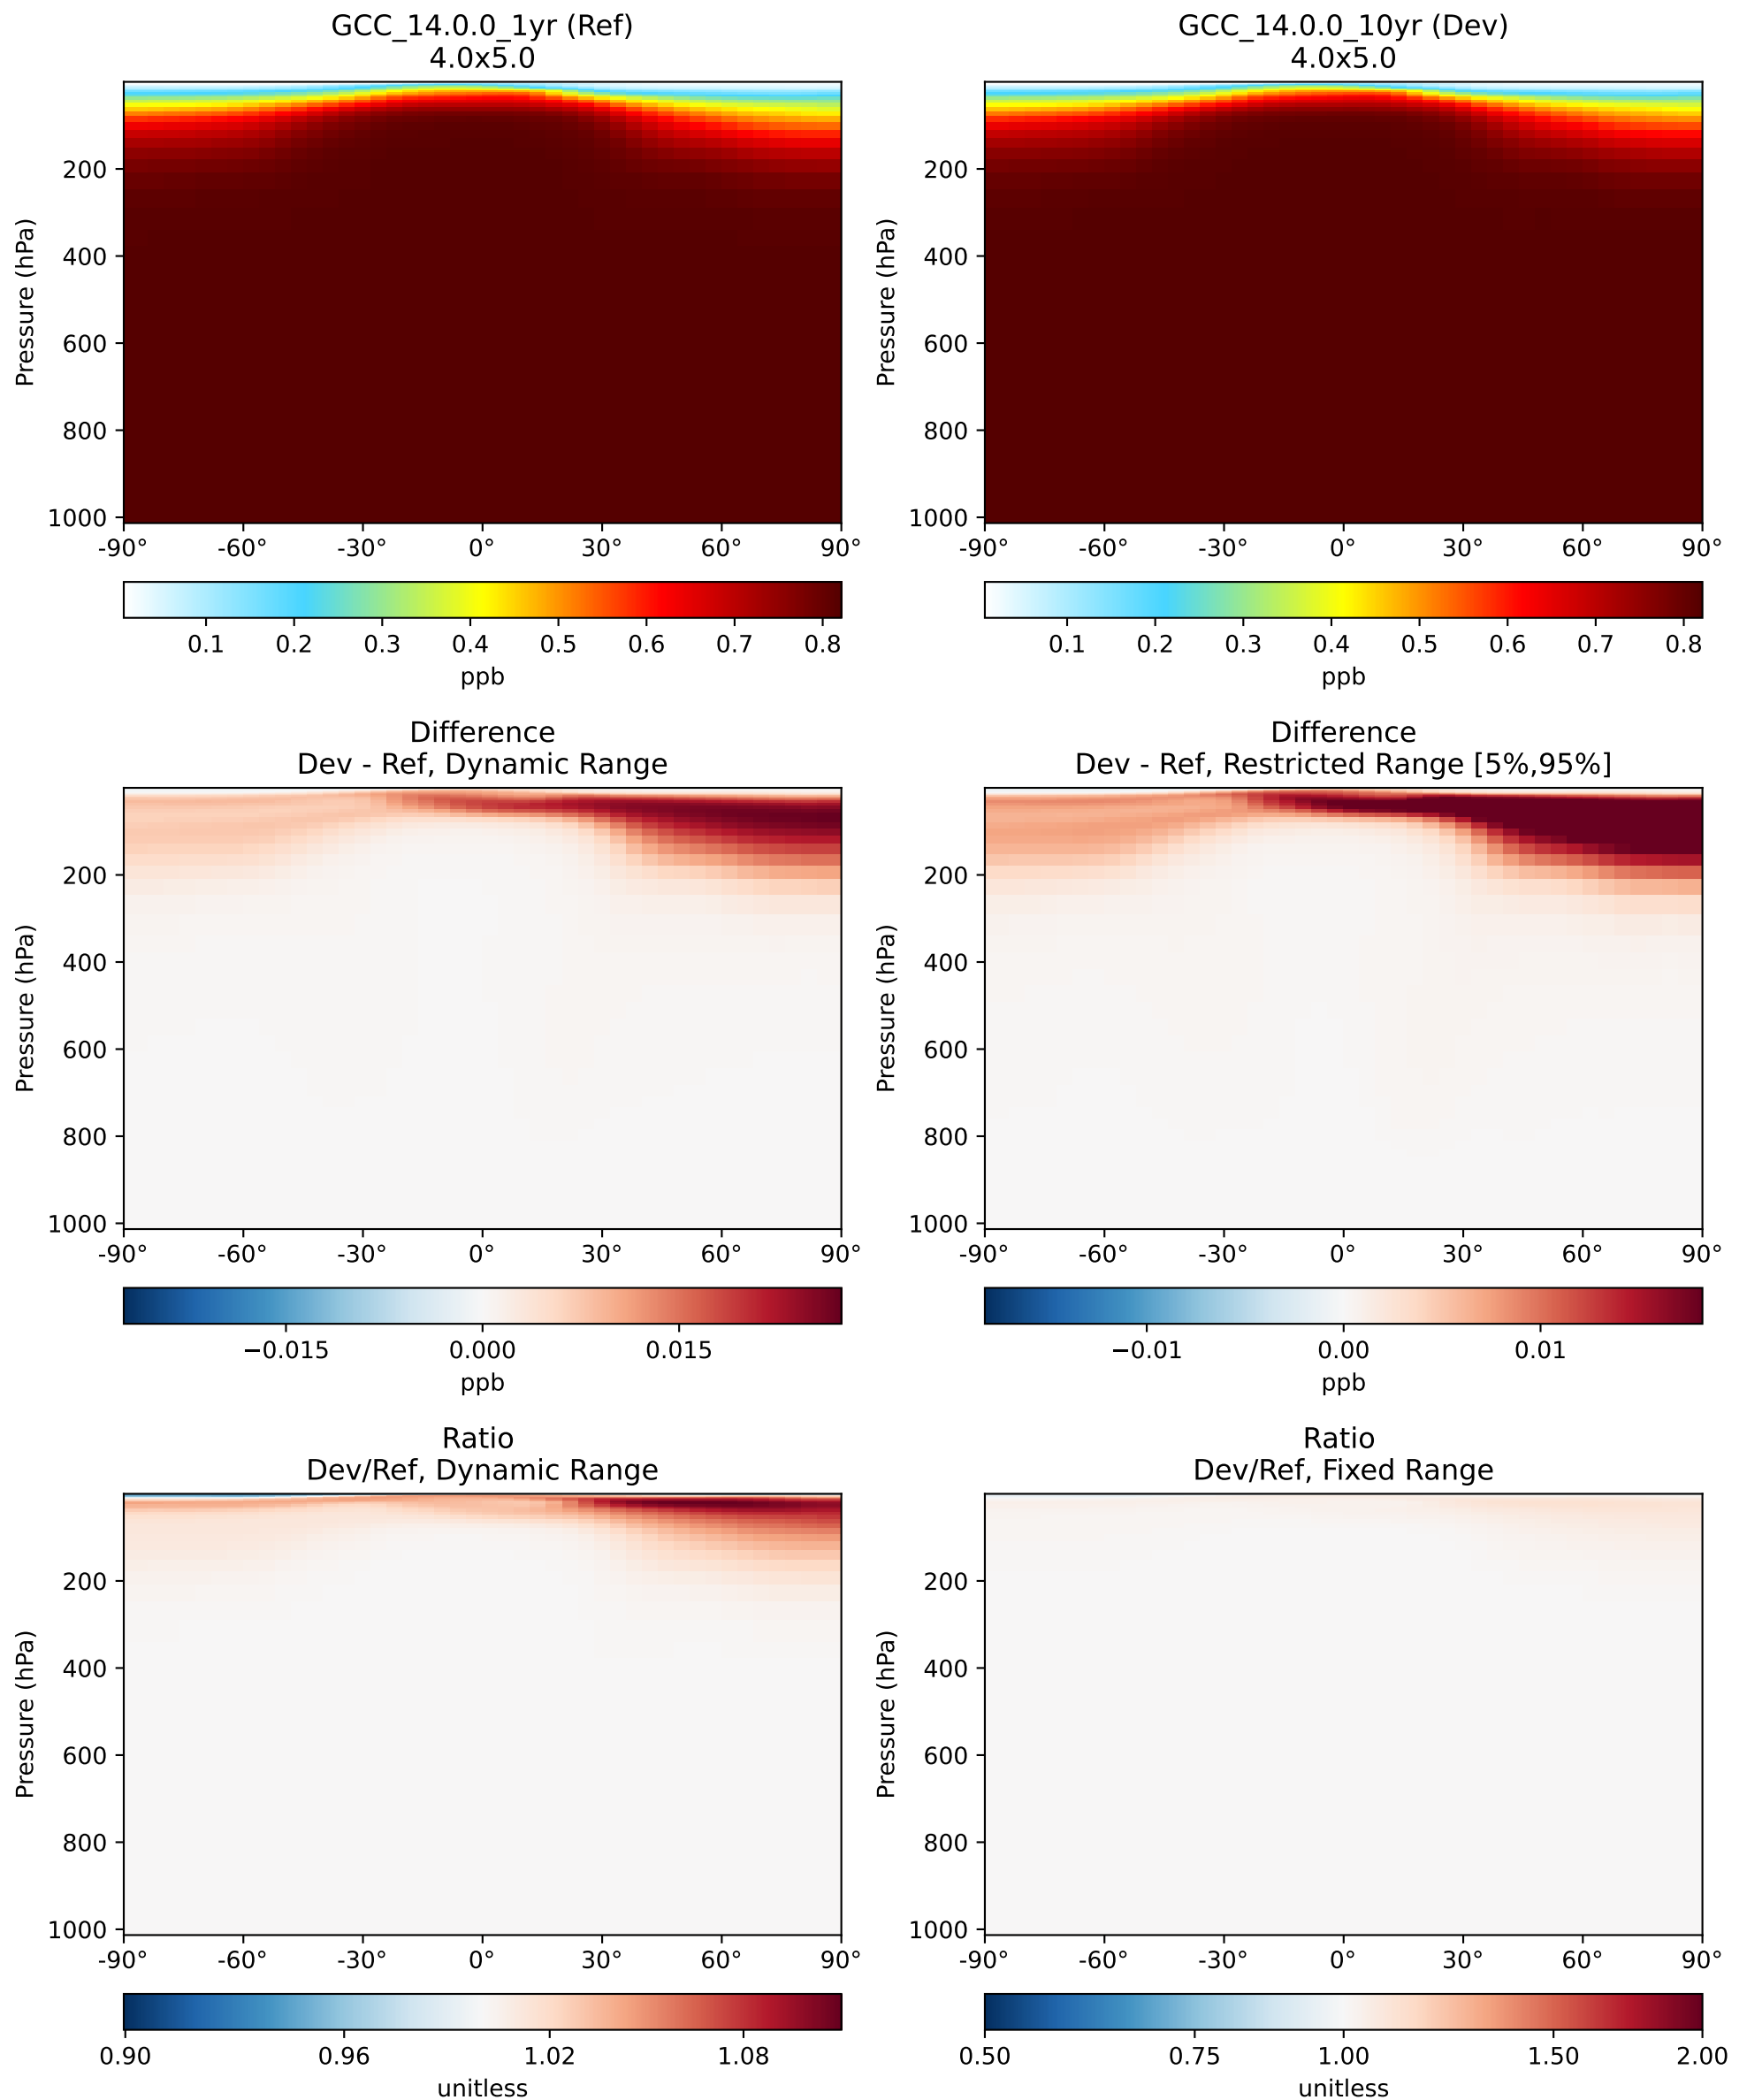 GCC_14.0.0_1yr (Ref)
4.0x5.0
Pressure (hPa)
200
400
600
800
1000
-90° -60° -30° 0° 30° 60° 90°
0.1 0.2 0.3 0.4 0.5 0.6 0.7 0.8
ppb
GCC_14.0.0_10yr (Dev)
4.0x5.0
Pressure (hPa)
200
400
600
800
1000
-90° -60° -30° 0° 30° 60° 90°
0.1 0.2 0.3 0.4 0.5 0.6 0.7 0.8
ppb
Difference
Dev - Ref, Dynamic Range
Pressure (hPa)
200
400
600
800
1000
-90° -60° -30° 0° 30° 60° 90°
−0.015 0.000 0.015
ppb
Difference
Dev - Ref, Restricted Range [5%,95%]
Pressure (hPa)
200
400
600
800
1000
-90° -60° -30° 0° 30° 60° 90°
−0.01 0.00 0.01
ppb
Ratio
Dev/Ref, Dynamic Range
Pressure (hPa)
200
400
600
800
1000
-90° -60° -30° 0° 30° 60° 90°
0.90 0.96 1.02 1.08
unitless
Ratio
Dev/Ref, Fixed Range
Pressure (hPa)
200
400
600
800
1000
-90° -60° -30° 0° 30° 60° 90°
0.50 0.75 1.00 1.50 2.00
unitless